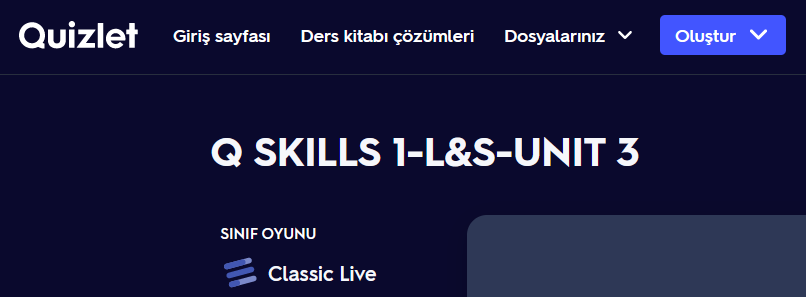 Quizlet Giriş sayfası Ders kitabı çözümleri Dosyalarınız Oluştur
Q SKILLS 1-L&S-UNIT 3
SINIF OYUNU
Classic Live